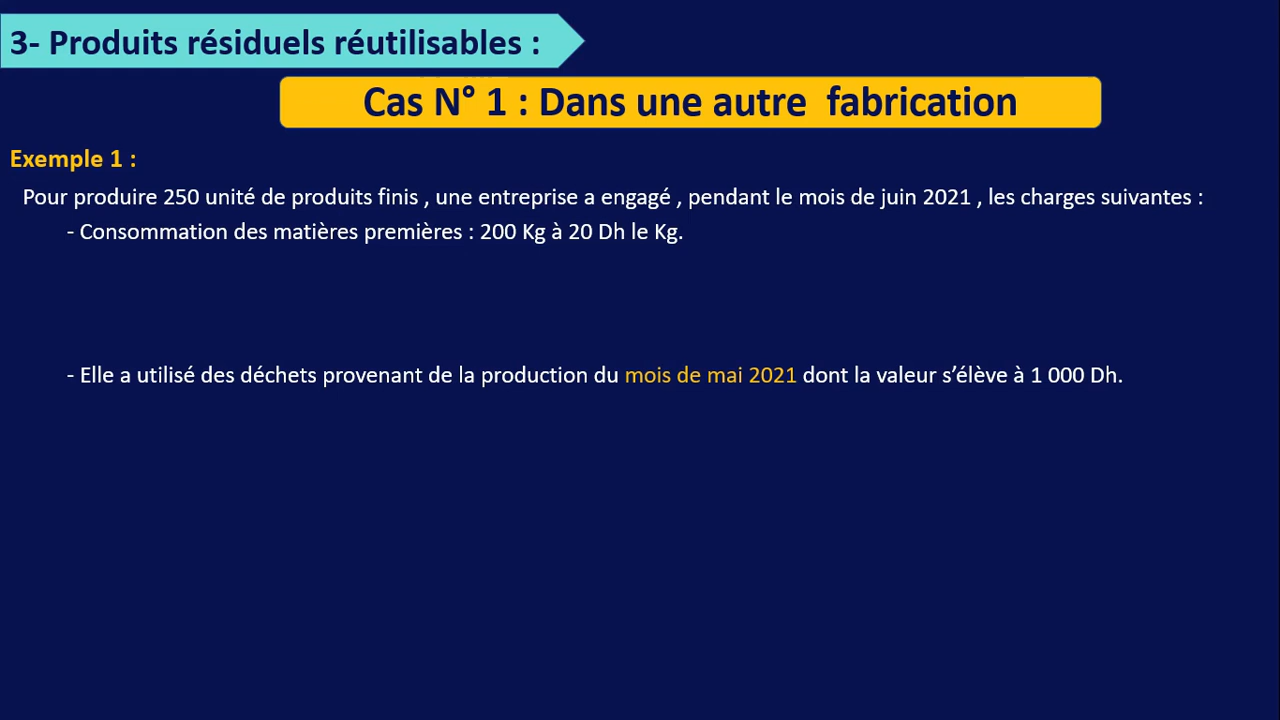 3- Produits résiduels réutilisables :
Cas N° 1 : Dans une autre fabrication
Exemple 1 :
Pour produire 250 unité de produits finis , une entreprise a engagé , pendant le mois de juin 2021 , les charges suivantes :
- Consommation des matières premières : 200 Kg à 20 Dh le Kg.
- Elle a utilisé des déchets provenant de la production du mois de mai 2021 dont la valeur s’élève à 1 000 Dh.